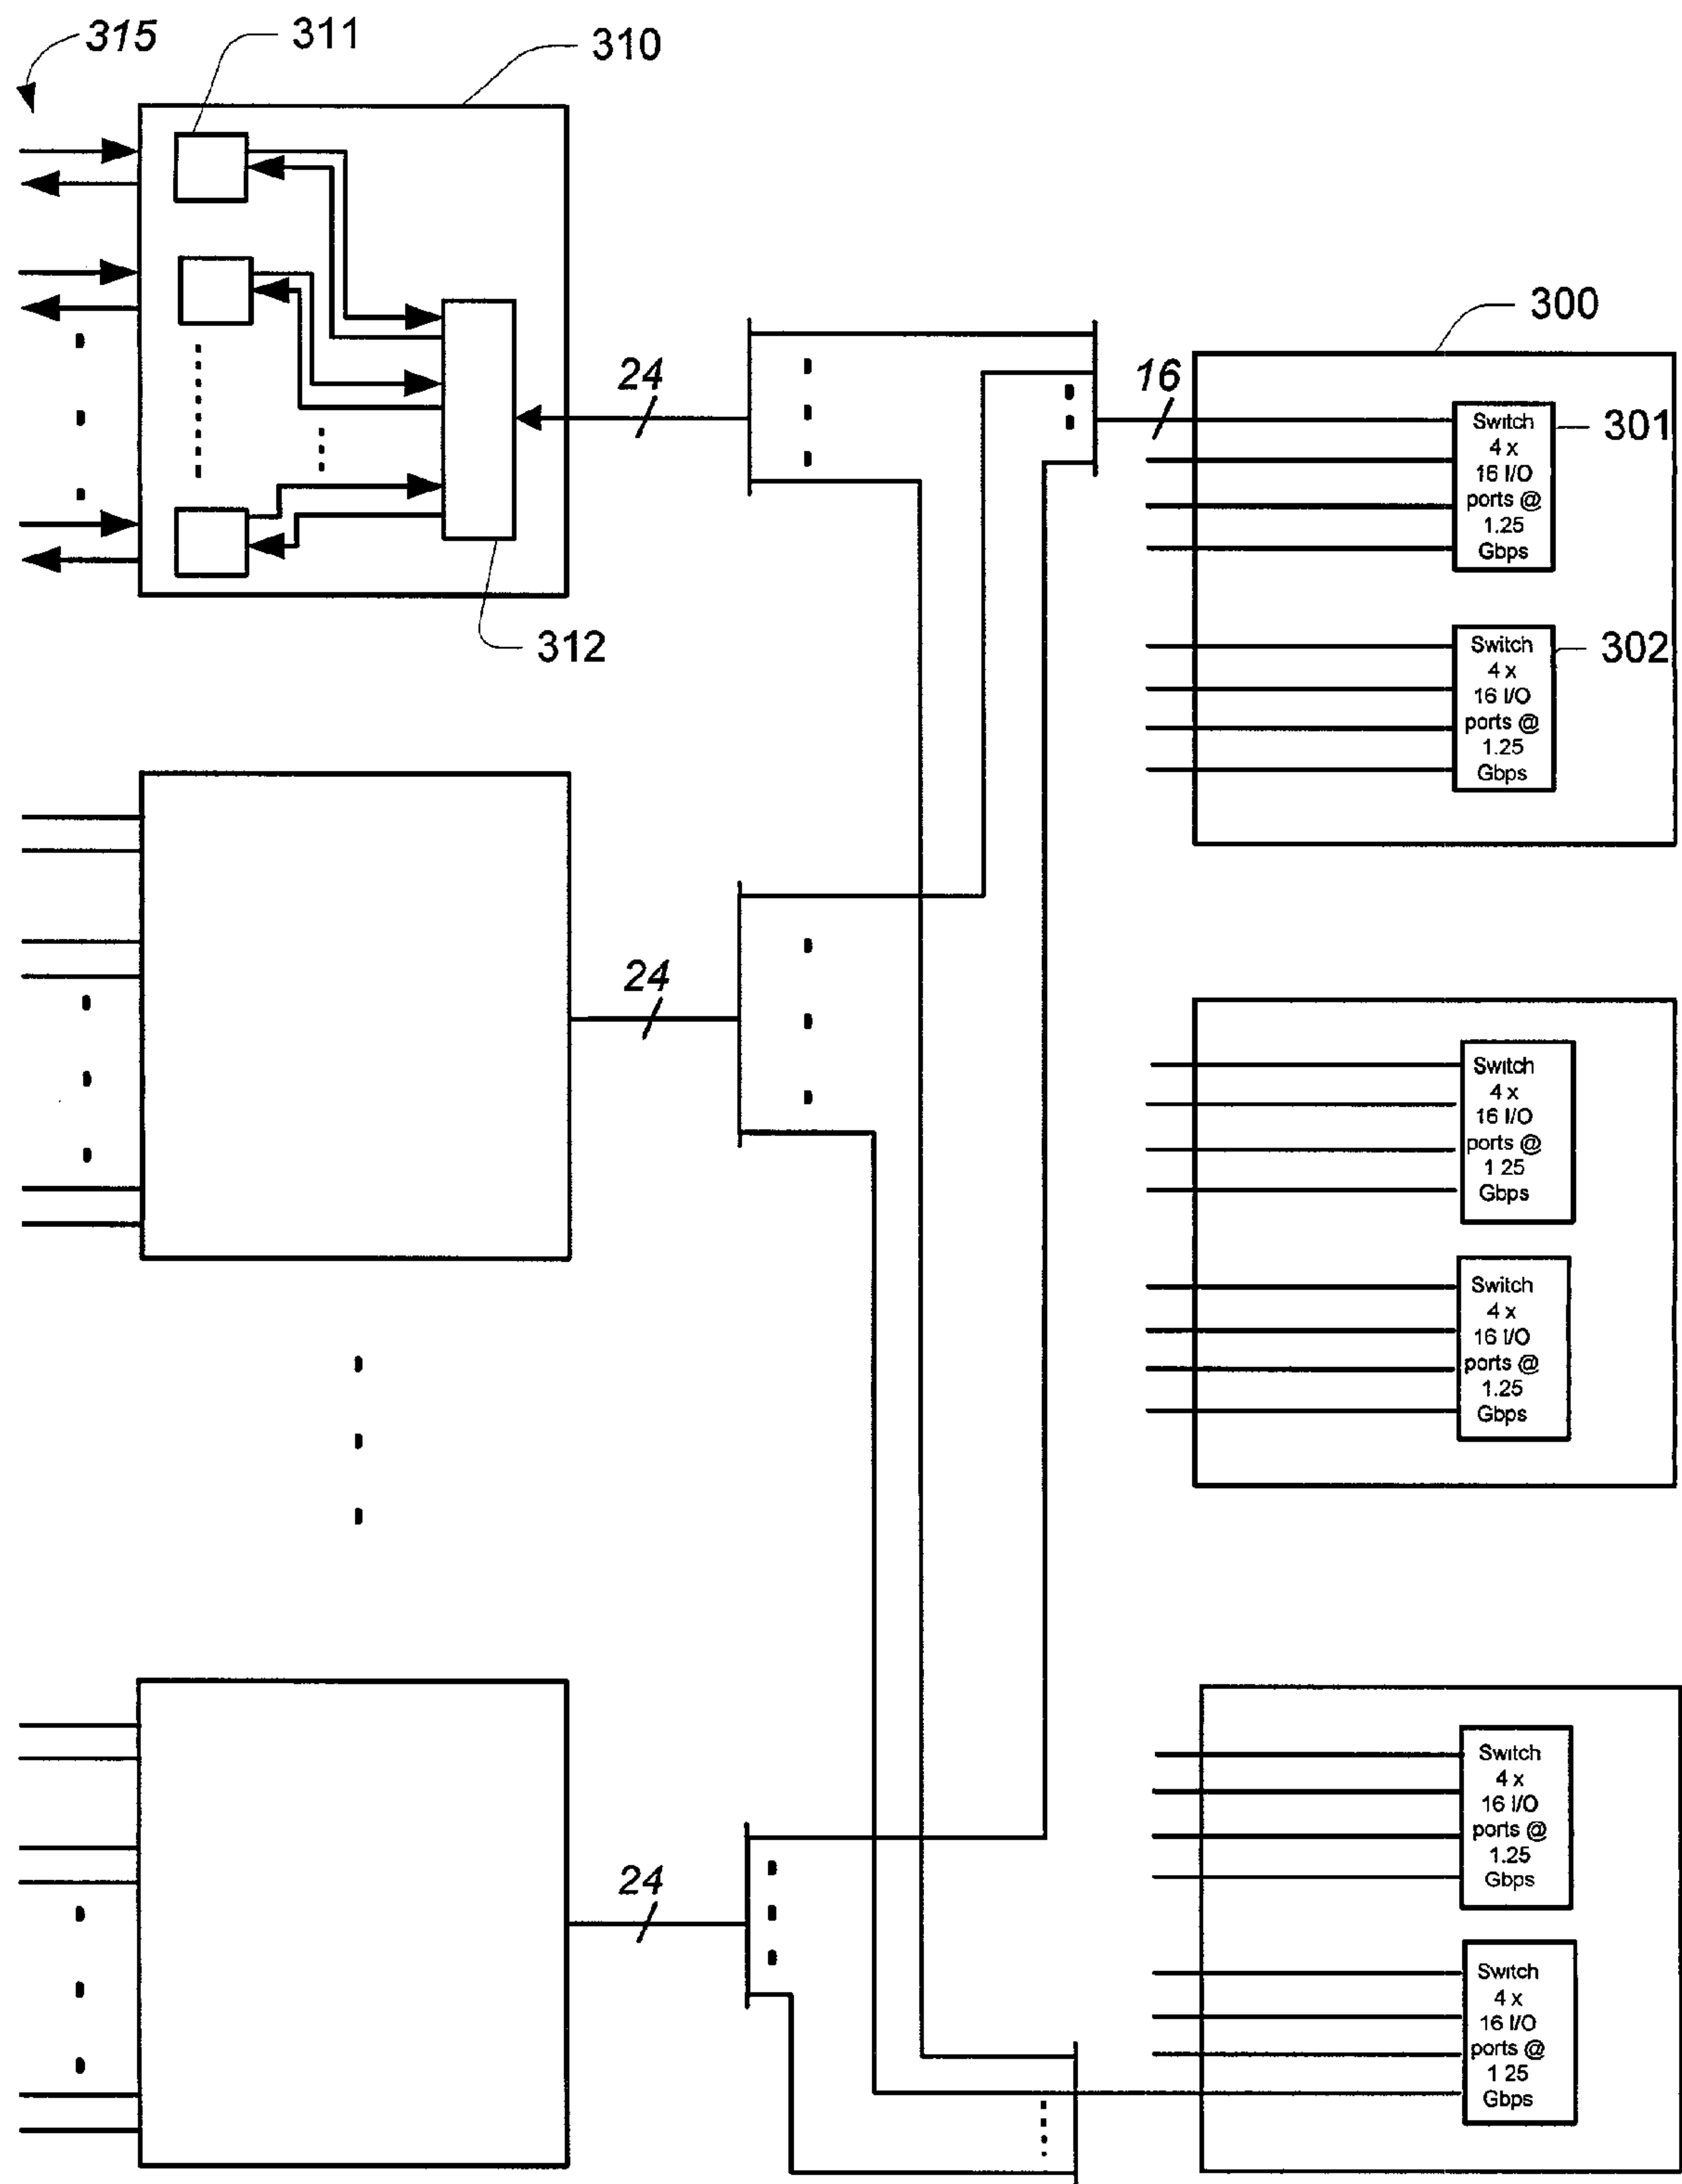 315
311
310
300
24
16
Switch
4 x
16 I/O
ports @
1.25
Gbps
301
312
Switch
4 x
16 I/O
ports @
1.25
Gbps
302
24
Switch
4 x
16 I/O
ports @
1 25
Gbps
Switch
4 x
16 I/O
ports @
1.25
Gbps
24
Switch
4 x
16 I/O
ports @
1.25
Gbps
Switch
4 x
16 I/O
ports @
1 25
Gbps